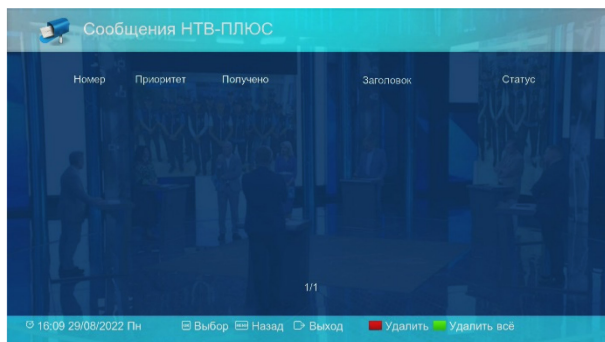 Сообщения НТВ-ПЛЮС
Номер Приоритет Получено Заголовок Статус
1/1
16:09 29/08/2022 Пн Выбор Назад Выход Удалить Удалить всё